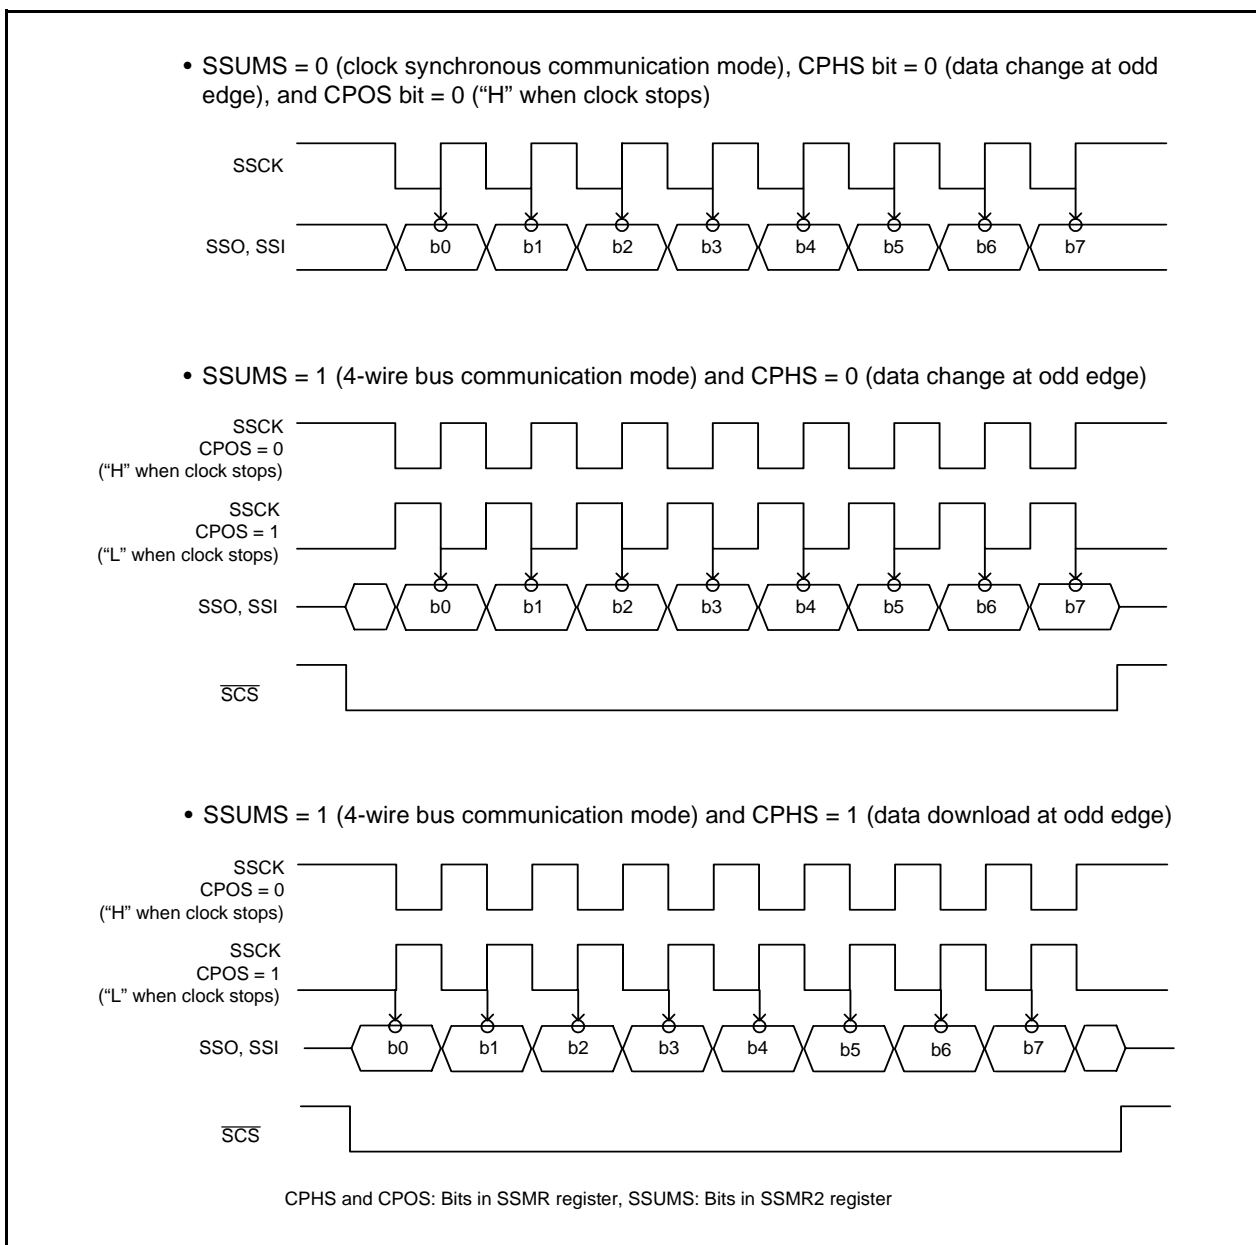 • SSUMS = 0 (clock synchronous communication mode), CPHS bit = 0 (data change at odd
edge), and CPOS bit = 0 (“H” when clock stops)
SSCK
SSO, SSI
b0 b1 b2 b3 b4 b5 b6 b7
• SSUMS = 1 (4-wire bus communication mode) and CPHS = 0 (data change at odd edge)
SSCK
CPOS = 0
(“H” when clock stops)
SSCK
CPOS = 1
(“L” when clock stops)
SSO, SSI
b0 b1 b2 b3 b4 b5 b6 b7
S̅C̅S̅
• SSUMS = 1 (4-wire bus communication mode) and CPHS = 1 (data download at odd edge)
SSCK
CPOS = 0
(“H” when clock stops)
SSCK
CPOS = 1
(“L” when clock stops)
SSO, SSI
b0 b1 b2 b3 b4 b5 b6 b7
S̅C̅S̅
CPHS and CPOS: Bits in SSMR register, SSUMS: Bits in SSMR2 register